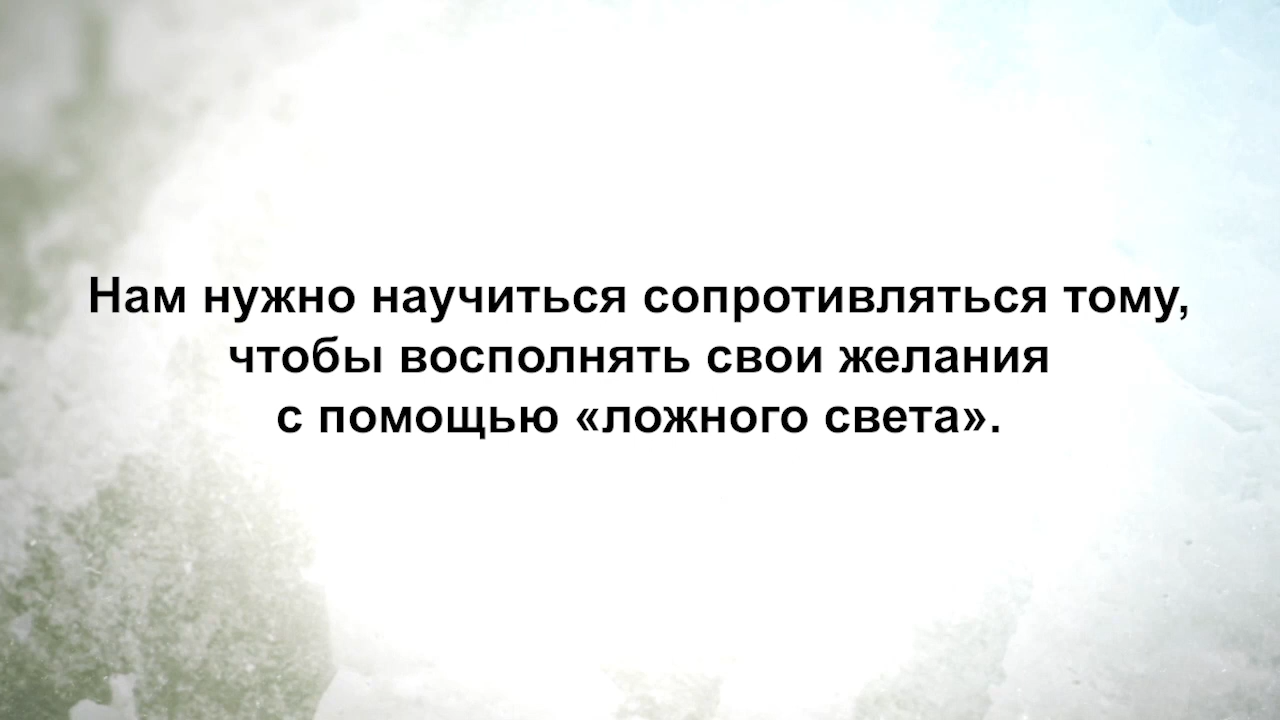 Нам нужно научиться сопротивляться тому,
чтобы восполнять свои желания
с помощью «ложного света».